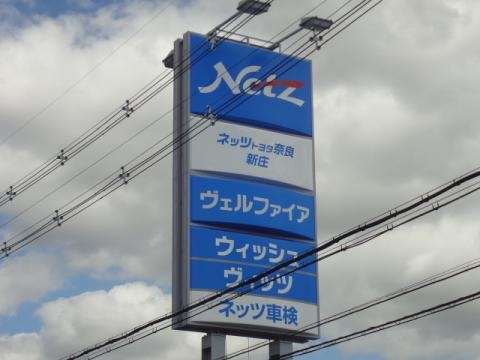 Netz
ネッツトヨタ奈良
新庄
ヴェルファイア
ウィッシュ
ヴィッツ
ネッツ車検